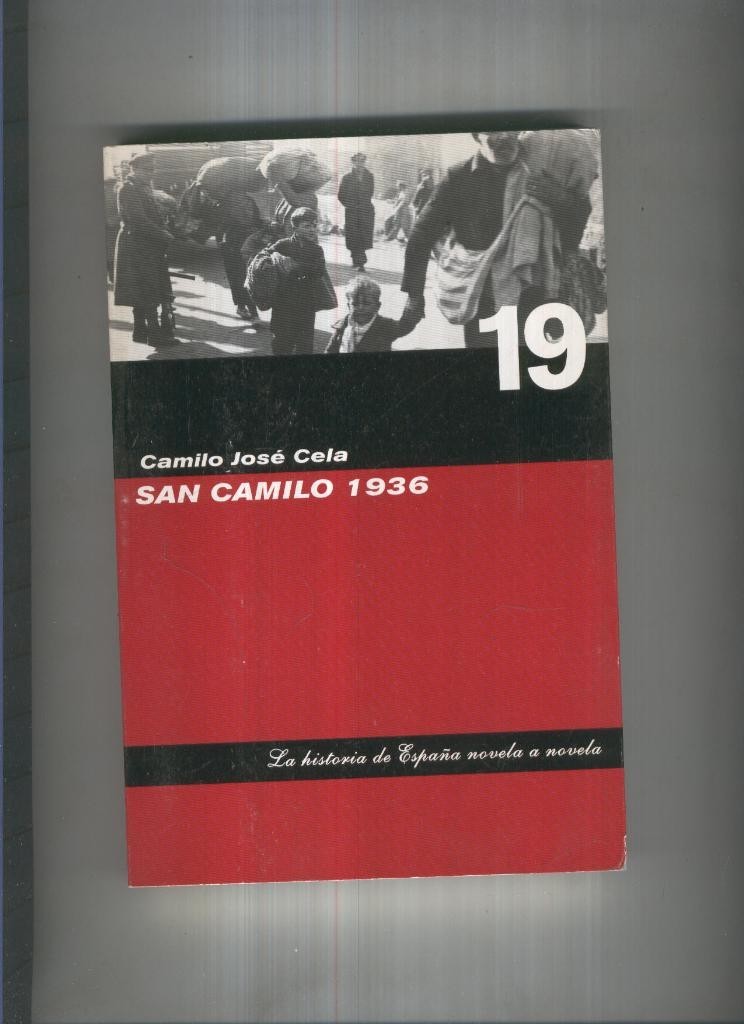 19
Camilo José Cela
SAN CAMILO 1936
La historia de España novela a novela